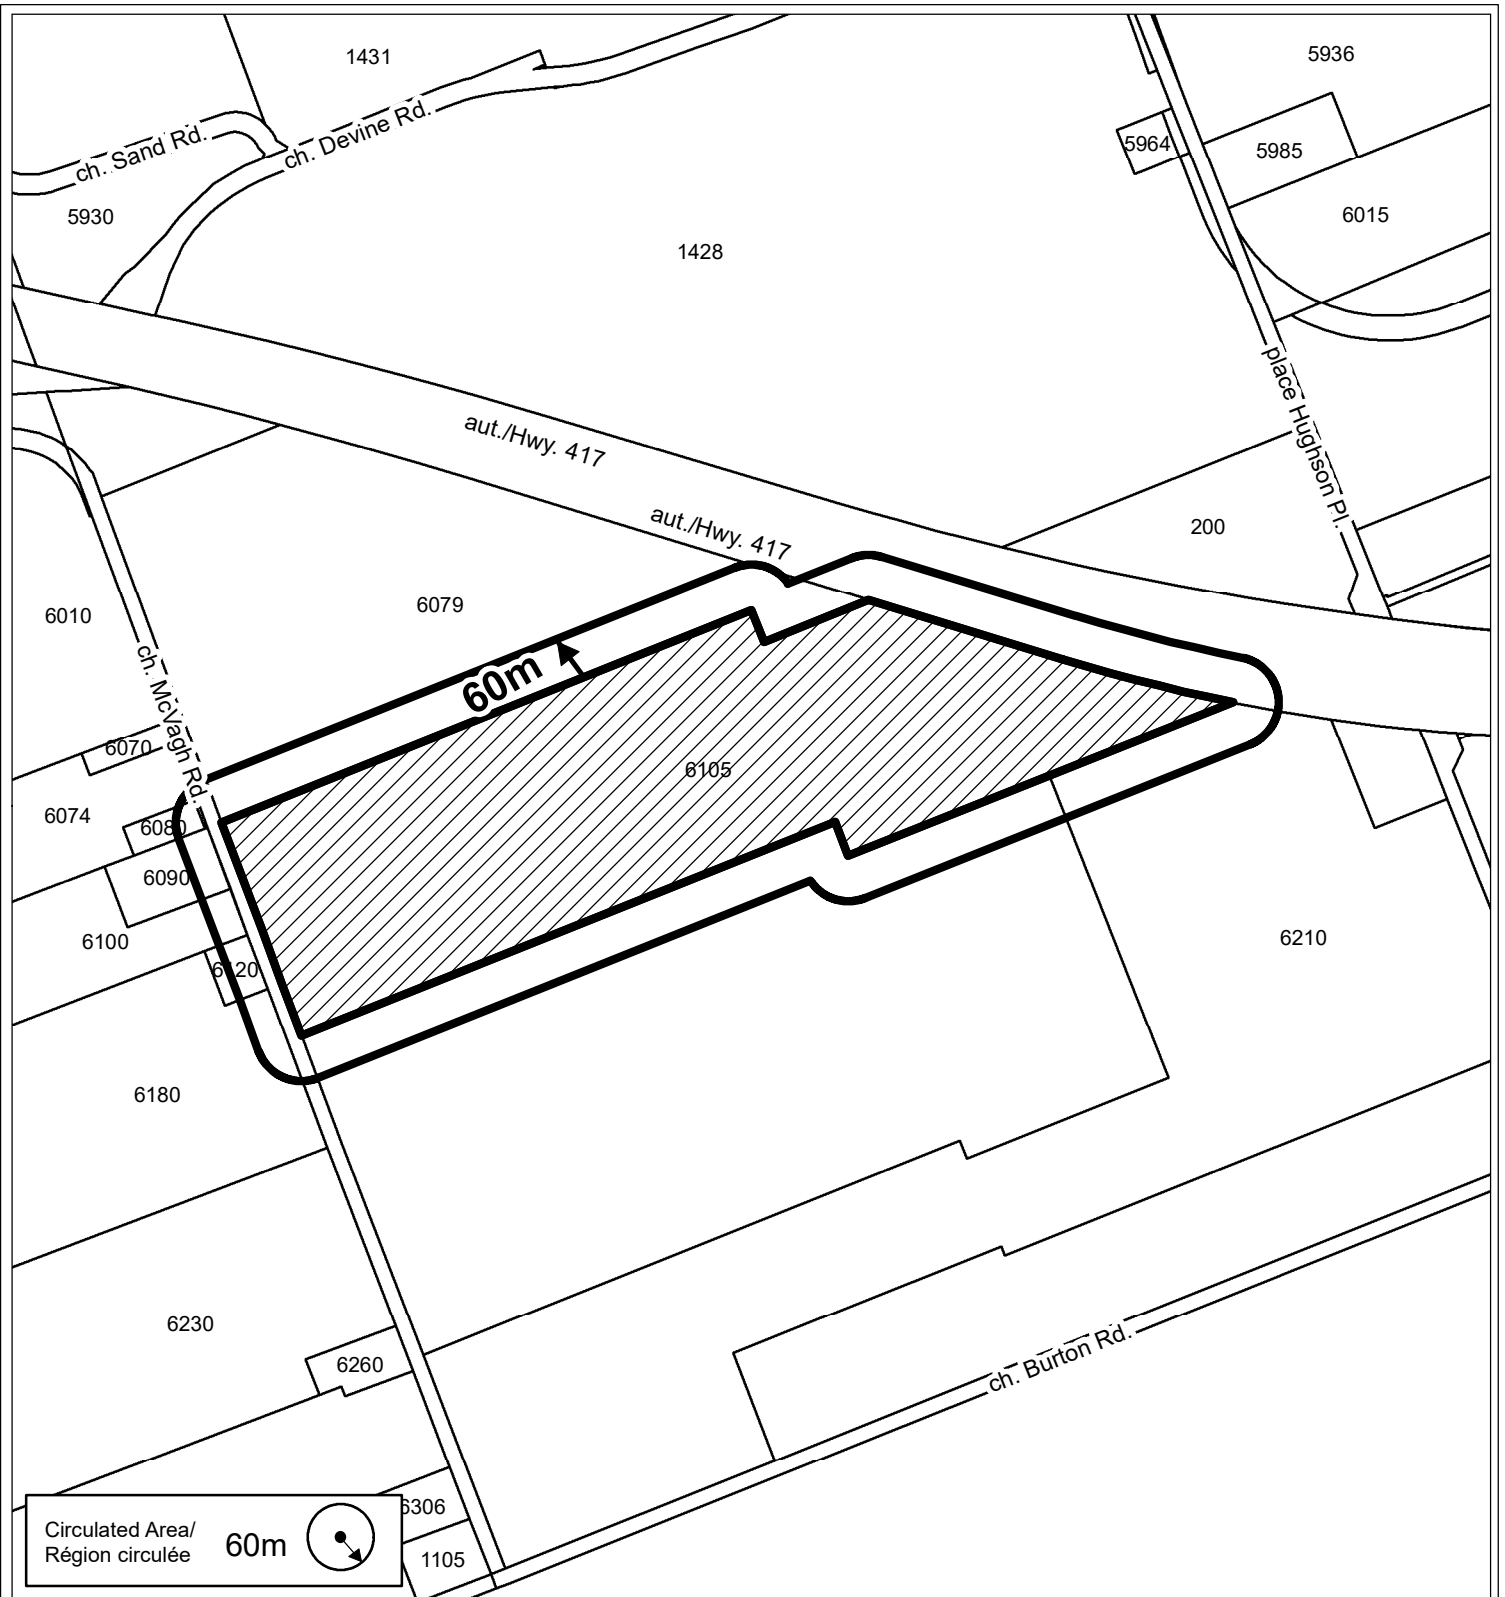 1431
5936
ch. Sand Rd.
ch. Devine Rd.
5964
5985
5930
6015
1428
place Hughson Pl.
aut./Hwy. 417
aut./Hwy. 417
200
6079
6010
ch. McVagh Rd.
60m
6070
6105
6074
6080
6090
6100
6120
6210
6180
6230
6260
ch. Burton Rd.
6306
1105
Circulated Area/
Région circulée
60m